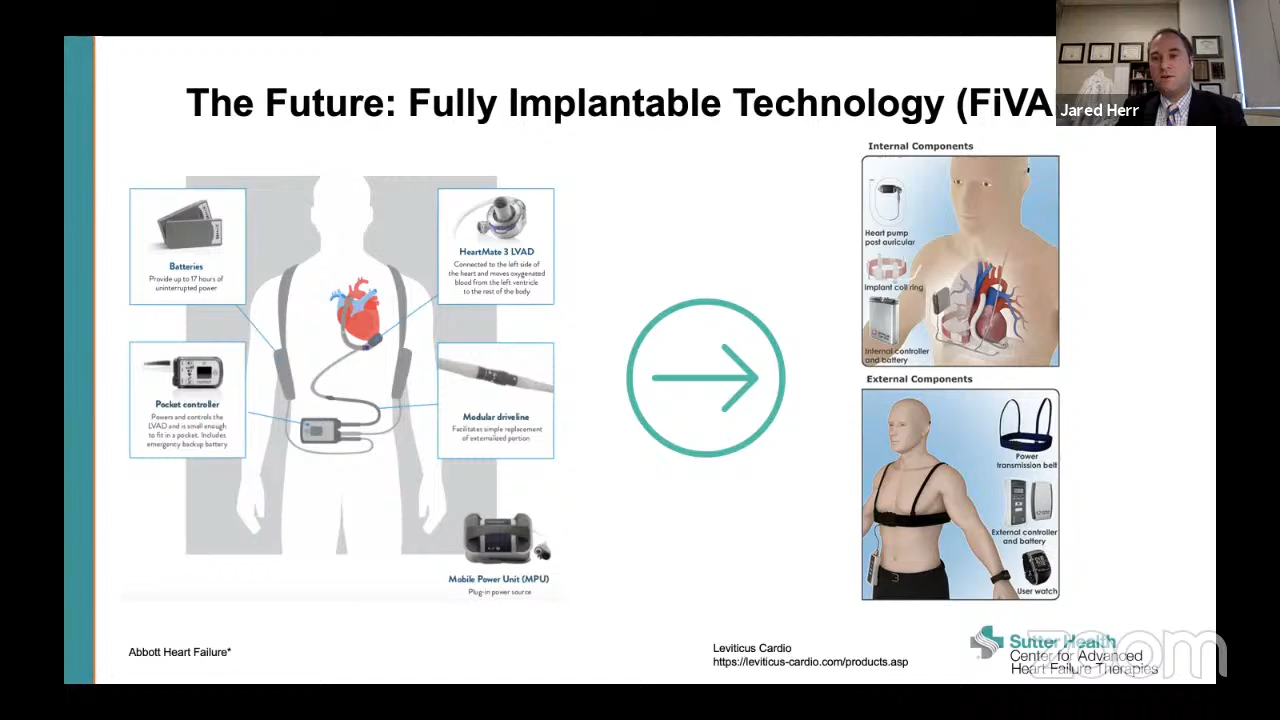 The Future: Fully Implantable Technology (FiVA
Jared Herr
Batteries
Provide up to 17 hours of
uninterrupted power
HeartMate 3 LVAD
Connected to the left side of
the heart and moves oxygenated
blood from the left ventricle
to the rest of the body
Pocket controller
Powers and controls the
LVAD and is small enough
to fit in a pocket. Includes
emergency backup battery
Modular driveline
Facilitates simple replacement
of externalized portion
Mobile Power Unit (MPU)
Plug-in power source
Internal Components
Heart pump
post auricular
Implant coil ring
Internal controller
and battery
External Components
Power
transmission belt
External controller
and battery
User watch
Abbott Heart Failure*
Leviticus Cardio
https://leviticus-cardio.com/products.asp
Sutter Health
Center for Advanced
Heart Failure Therapies
zoom